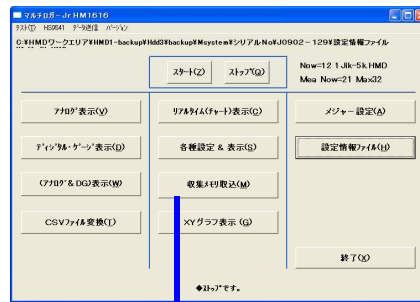 マルチロガー Jr HM1616
テスト(T) HS9541 データ送信 バージョン
C:¥HMDワークエリア¥HMD1-backup¥Hdd3¥backup¥Msystem¥シリアルNo¥J0902－129¥設定情報ファイル
スタート(Z) ストップ(Q)
Now=12 1 Jik-5k.HMD
Mea Now=21 Max32
アナログ表示(V) リアルタイム(チャート)表示(C) メジャー設定(A)
ディジタル・ゲージ表示(D) 各種設定 & 表示(S) 設定情報ファイル(H)
(アナログ & DG)表示(W) 収集メモリ取込(M)
CSVファイル変換(T) XYグラフ表示 (G)
終了(X)
◆ストップです。